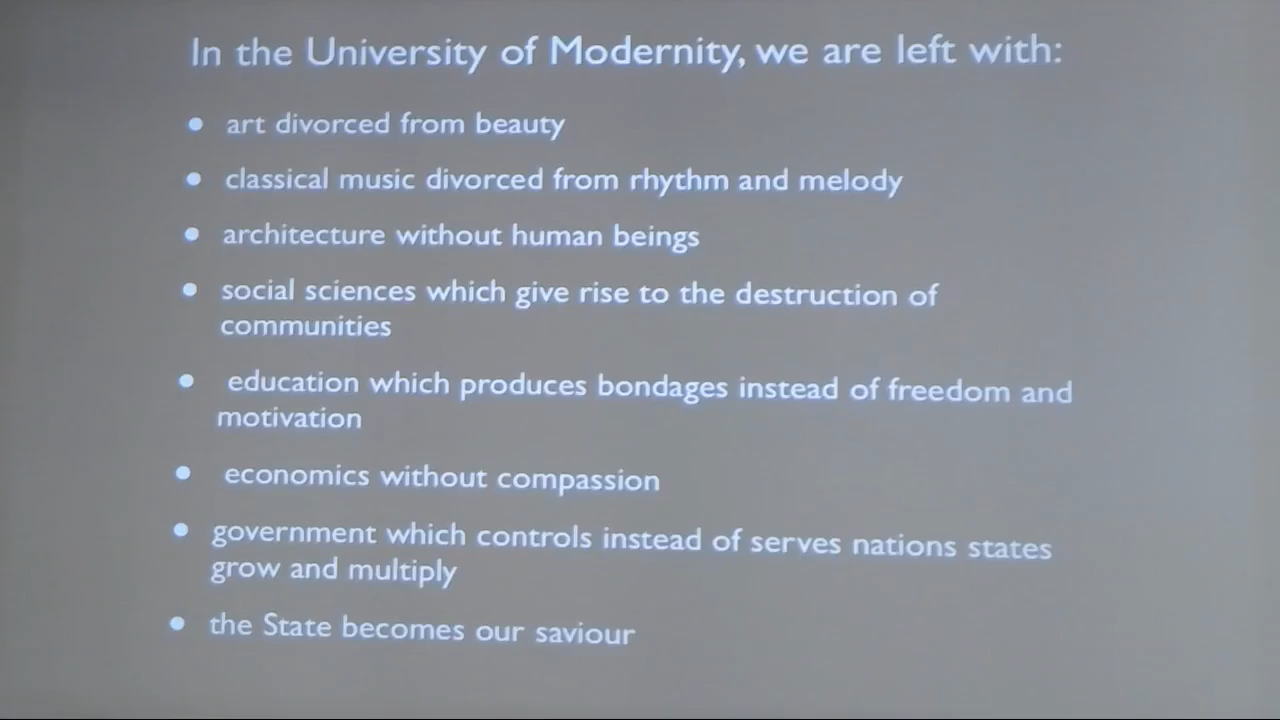 In the University of Modernity, we are left with:
• art divorced from beauty
• classical music divorced from rhythm and melody
• architecture without human beings
• social sciences which give rise to the destruction of
communities
• education which produces bondages instead of freedom and
motivation
• economics without compassion
• government which controls instead of serves nations states
grow and multiply
• the State becomes our saviour